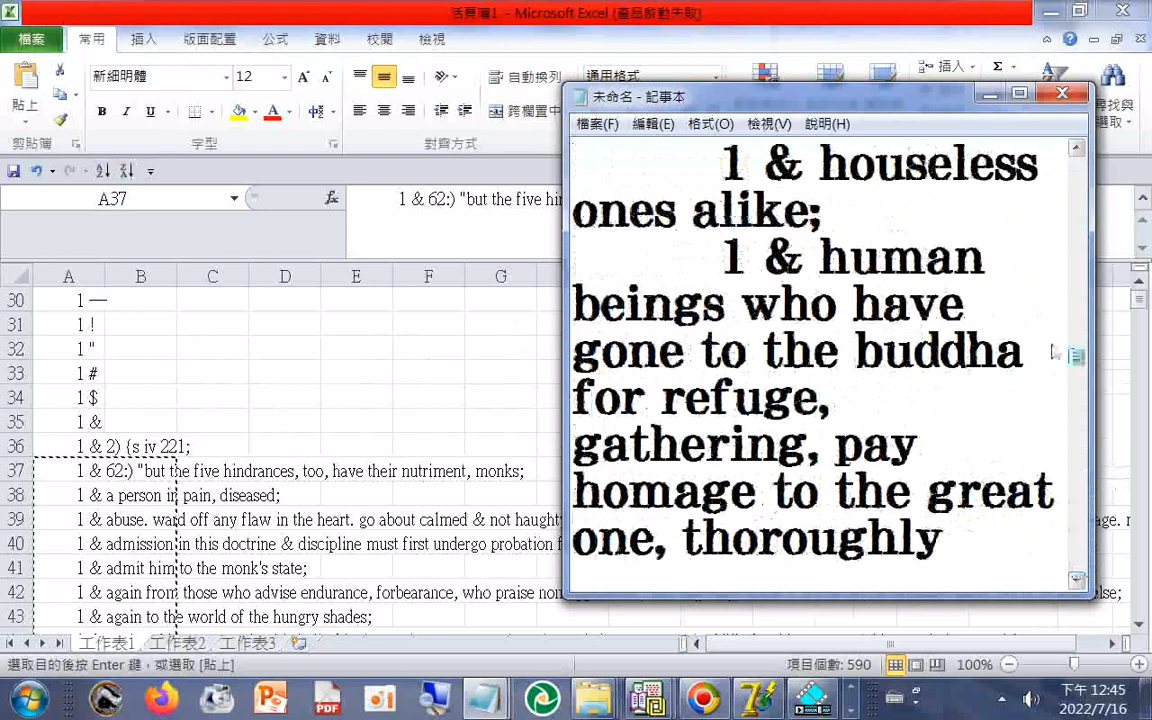 活頁簿1 - Microsoft Excel (產品啟動失敗)
檔案 常用 插入 版面配置 公式 資料 校閱 檢視
貼上 新細明體 12 自動換列 通用格式 插入 Σ
B I U A 中 跨欄置中 尋找與選取
剪貼簿 字型 對齊方式
A37 fx 1 & 62:) "but the five hin
A B C D E F G
30 1 —
31 1 !
32 1 "
33 1 #
34 1 $
35 1 &
36 1 & 2) {s iv 221;
37 1 & 62:) "but the five hindrances, too, have their nutriment, monks;
38 1 & a person in pain, diseased;
39 1 & abuse. ward off any flaw in the heart. go about calmed & not haught
40 1 & admission in this doctrine & discipline must first undergo probation f
41 1 & admit him to the monk's state;
42 1 & again from those who advise endurance, forbearance, who praise non else;
43 1 & again to the world of the hungry shades;
工作表1 工作表2 工作表3
選取目的後按 Enter 鍵，或選取 [貼上] 項目個數: 590 100%
未命名 - 記事本
檔案(F) 編輯(E) 格式(O) 檢視(V) 說明(H)
1 & houseless
ones alike;
1 & human
beings who have
gone to the buddha
for refuge,
gathering, pay
homage to the great
one, thoroughly
PDF
下午 12:45
2022/7/16